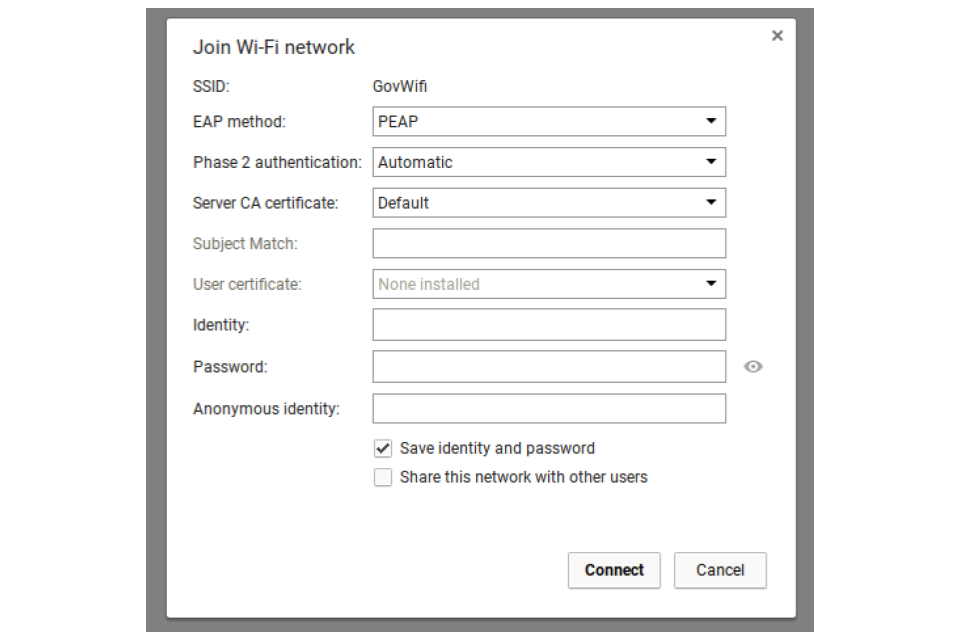 Join Wi-Fi network
SSID: GovWifi
EAP method: PEAP
Phase 2 authentication: Automatic
Server CA certificate: Default
Subject Match:
User certificate: None installed
Identity:
Password:
Anonymous identity:
Save identity and password
Share this network with other users
Connect Cancel